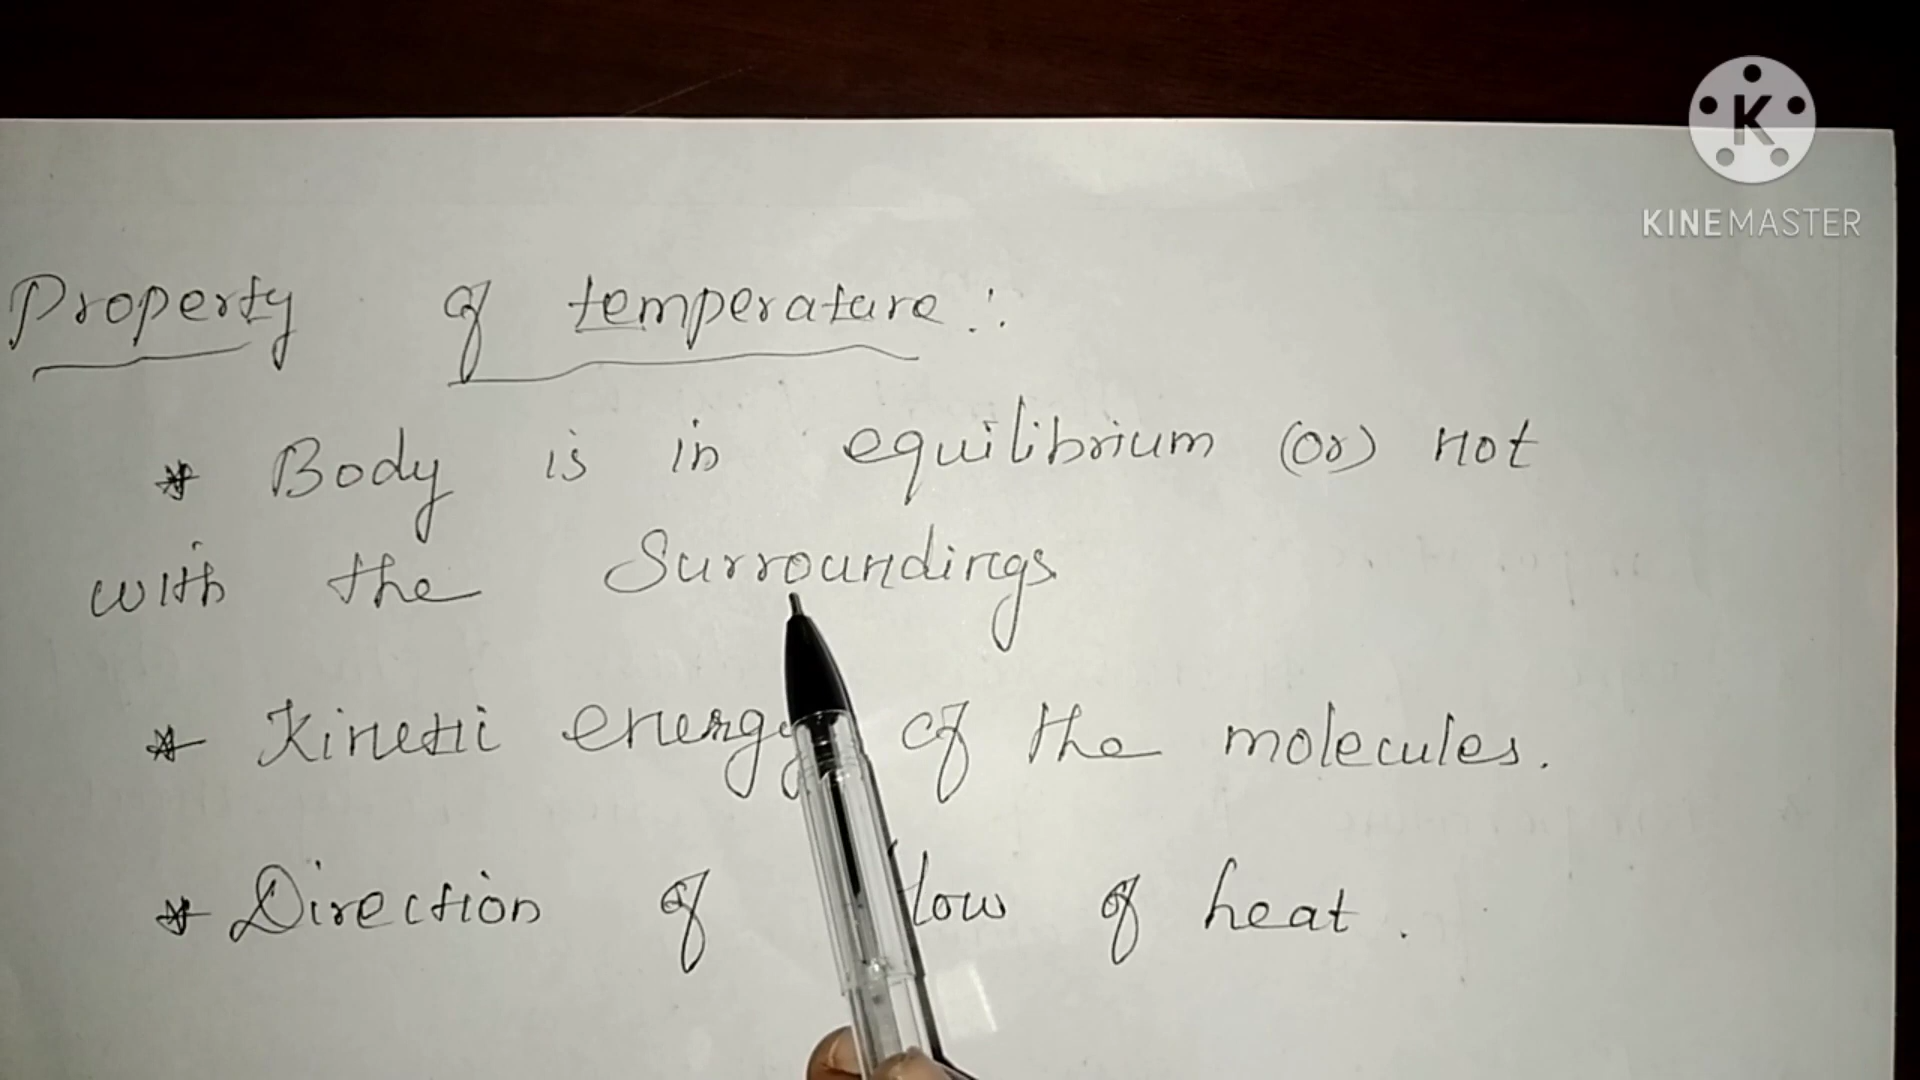 K
KINEMASTER
Property of temperature :
* Body is in equilibrium (or) not
with the Surroundings
* Kinetic energy of the molecules.
* Direction of flow of heat.